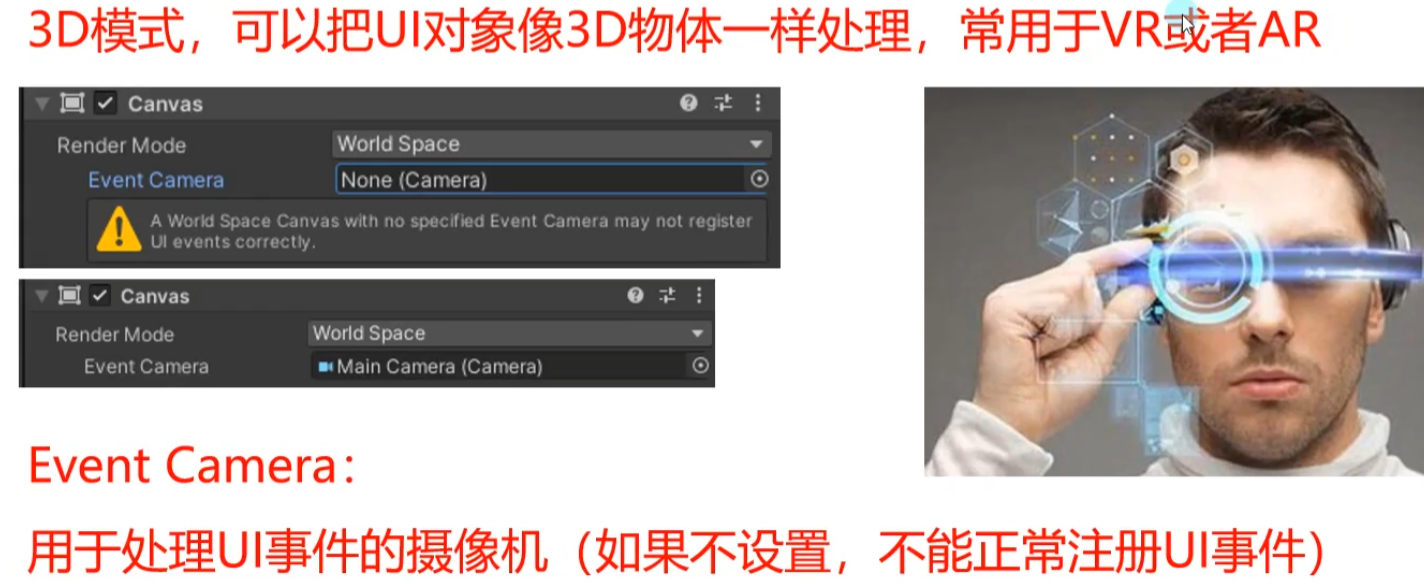 3D模式，可以把UI对象像3D物体一样处理，常用于VR或者AR
Canvas
Render Mode
World Space
Event Camera
None (Camera)
A World Space Canvas with no specified Event Camera may not register
UI events correctly.
Canvas
Render Mode
World Space
Event Camera
Main Camera (Camera)
Event Camera：
用于处理UI事件的摄像机（如果不设置，不能正常注册UI事件）